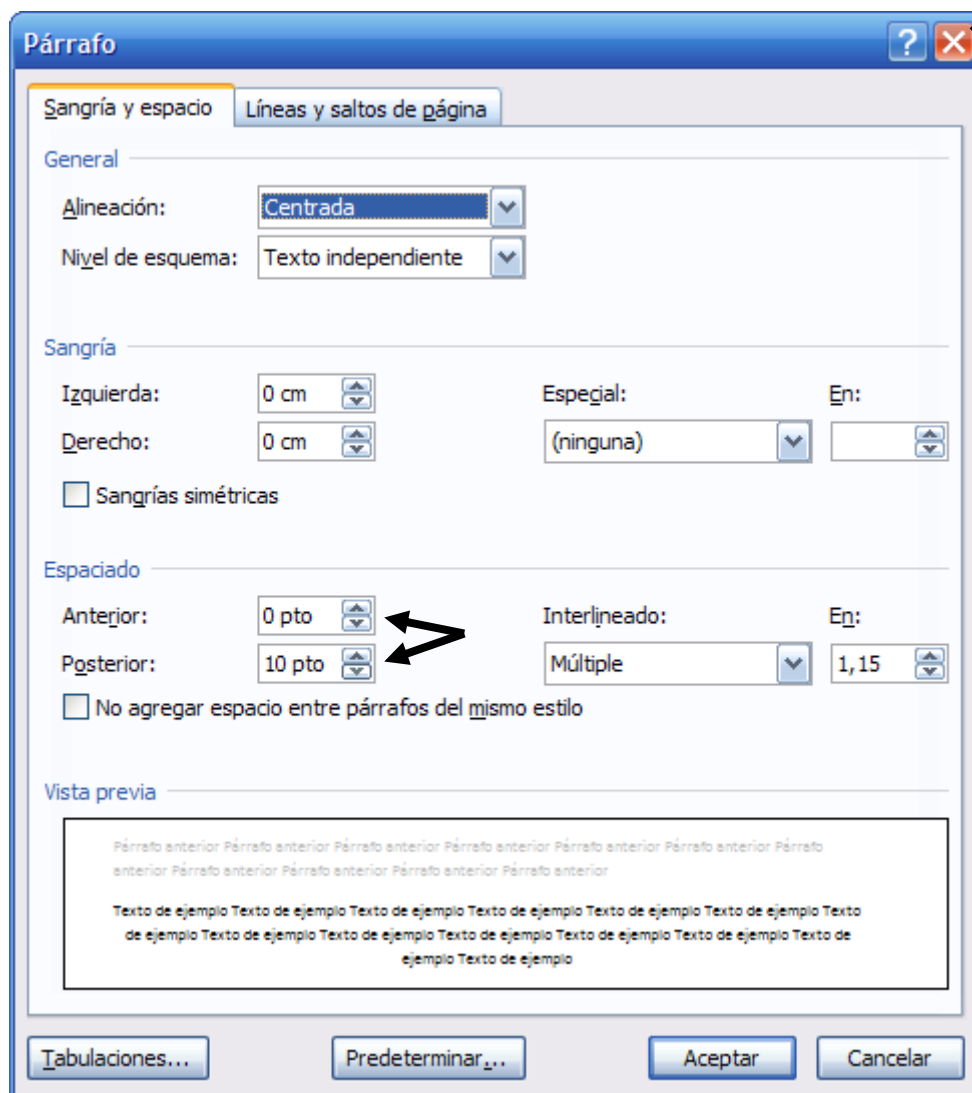 Párrafo
Sangría y espacio Líneas y saltos de página
General
Alineación: Centrada
Nivel de esquema: Texto independiente
Sangría
Izquierda: 0 cm Especial: En:
Derecho: 0 cm (ninguna)
Sangrías simétricas
Espaciado
Anterior: 0 pto Interlineado: En:
Posterior: 10 pto Múltiple 1,15
No agregar espacio entre párrafos del mismo estilo
Vista previa
Párrafo anterior Párrafo anterior Párrafo anterior Párrafo anterior Párrafo anterior Párrafo anterior Párrafo
anterior Párrafo anterior Párrafo anterior Párrafo anterior Párrafo anterior
Texto de ejemplo Texto de ejemplo Texto de ejemplo Texto de ejemplo Texto de ejemplo Texto de ejemplo Texto
de ejemplo Texto de ejemplo Texto de ejemplo Texto de ejemplo Texto de ejemplo Texto de ejemplo Texto de
ejemplo Texto de ejemplo
Tabulaciones... Predeterminar... Aceptar Cancelar